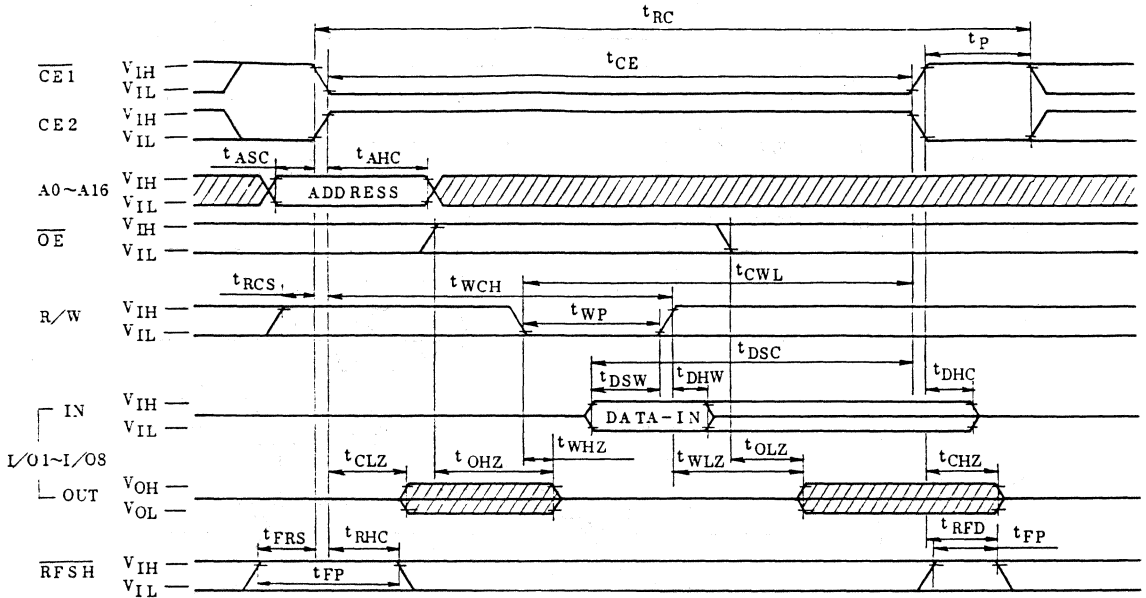 tRC
tP
tCE
CE1 VIH
VIL
CE2 VIH
VIL
tASC tAHC
A0~A16 VIH
VIL
ADDRESS
OE VIH
VIL
tCWL
tRCS tWCH
R/W VIH
VIL
tWP
tDSC
tDSW tDHW tDHC
IN VIH
VIL
DATA-IN
I/O1~I/O8
tWHZ
tCLZ tOHZ tWLZ tOLZ tCHZ
OUT VOH
VOL
tFRS tRHC tRFD tFP
RFSH VIH
VIL
tFP